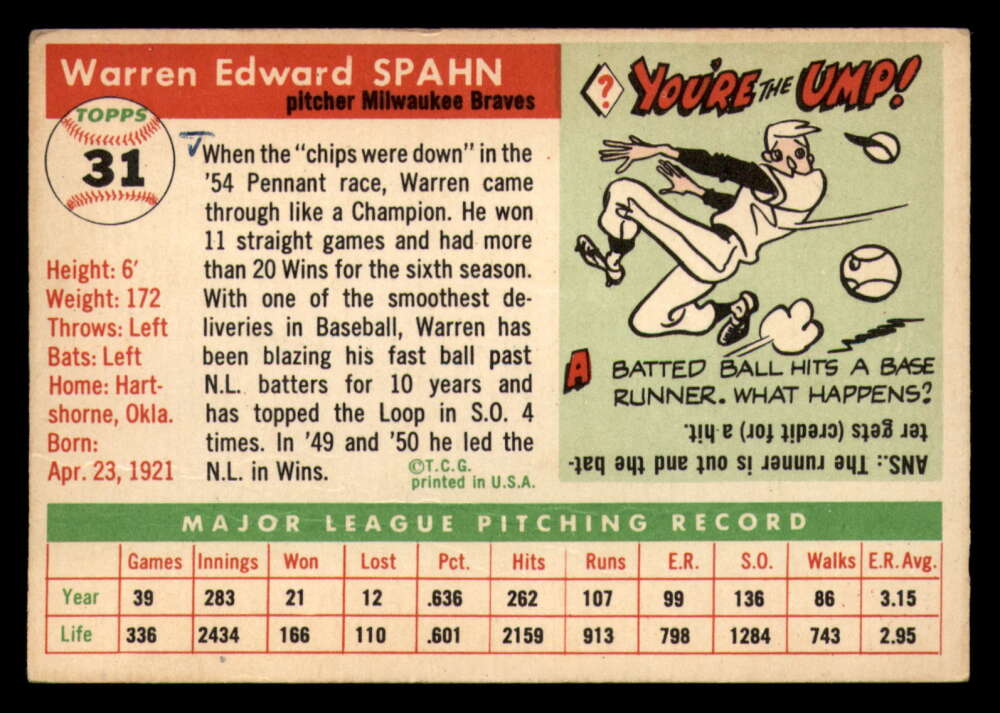 Warren Edward SPAHN
pitcher Milwaukee Braves
TOPPS
31
Height: 6'
Weight: 172
Throws: Left
Bats: Left
Home: Hart-
shorne, Okla.
Born:
Apr. 23, 1921
When the "chips were down" in the
'54 Pennant race, Warren came
through like a Champion. He won
11 straight games and had more
than 20 Wins for the sixth season.
With one of the smoothest de-
liveries in Baseball, Warren has
been blazing his fast ball past
N.L. batters for 10 years and
has topped the Loop in S.O. 4
times. In '49 and '50 he led the
N.L. in Wins.
©T.C.G.
printed in U.S.A.
? YOU'RE THE UMP!
A BATTED BALL HITS A BASE
RUNNER. WHAT HAPPENS?
ANS.: The runner is out and the bat-
ter gets (credit for) a hit.
MAJOR LEAGUE PITCHING RECORD
Games Innings Won Lost Pct. Hits Runs E.R. S.O. Walks E.R. Avg.
Year 39 283 21 12 .636 262 107 99 136 86 3.15
Life 336 2434 166 110 .601 2159 913 798 1284 743 2.95